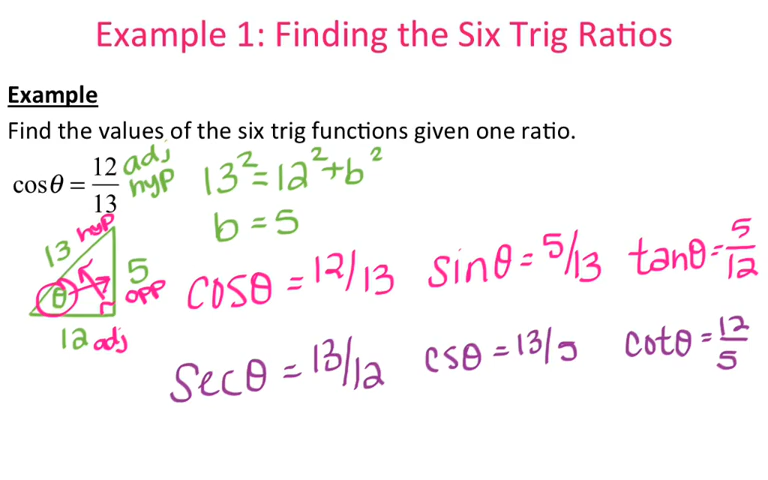 Example 1: Finding the Six Trig Ratios
Example
Find the values of the six trig functions given one ratio.
cosθ = 12/13 adj hyp
13² = 12² + b²
b = 5
13 hyp
θ
5 opp
12 adj
cosθ = 12/13 sinθ = 5/13 tanθ = 5/12
secθ = 13/12 csθ = 13/5 cotθ = 12/5